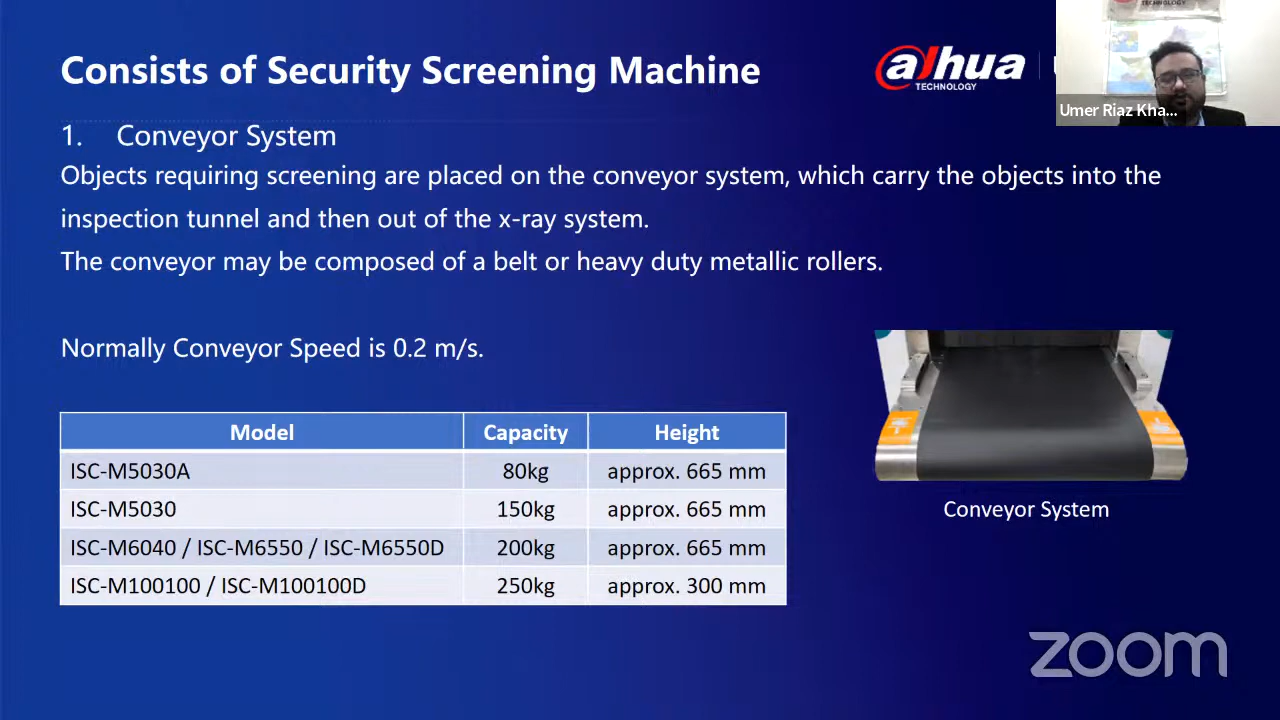 Consists of Security Screening Machine
alhua
TECHNOLOGY
TECHNOLOGY
Umer Riaz Kha...
1. Conveyor System
Objects requiring screening are placed on the conveyor system, which carry the objects into the
inspection tunnel and then out of the x-ray system.
The conveyor may be composed of a belt or heavy duty metallic rollers.
Normally Conveyor Speed is 0.2 m/s.
Model Capacity Height
ISC-M5030A 80kg approx. 665 mm
ISC-M5030 150kg approx. 665 mm
ISC-M6040 / ISC-M6550 / ISC-M6550D 200kg approx. 665 mm
ISC-M100100 / ISC-M100100D 250kg approx. 300 mm
Conveyor System
zoom